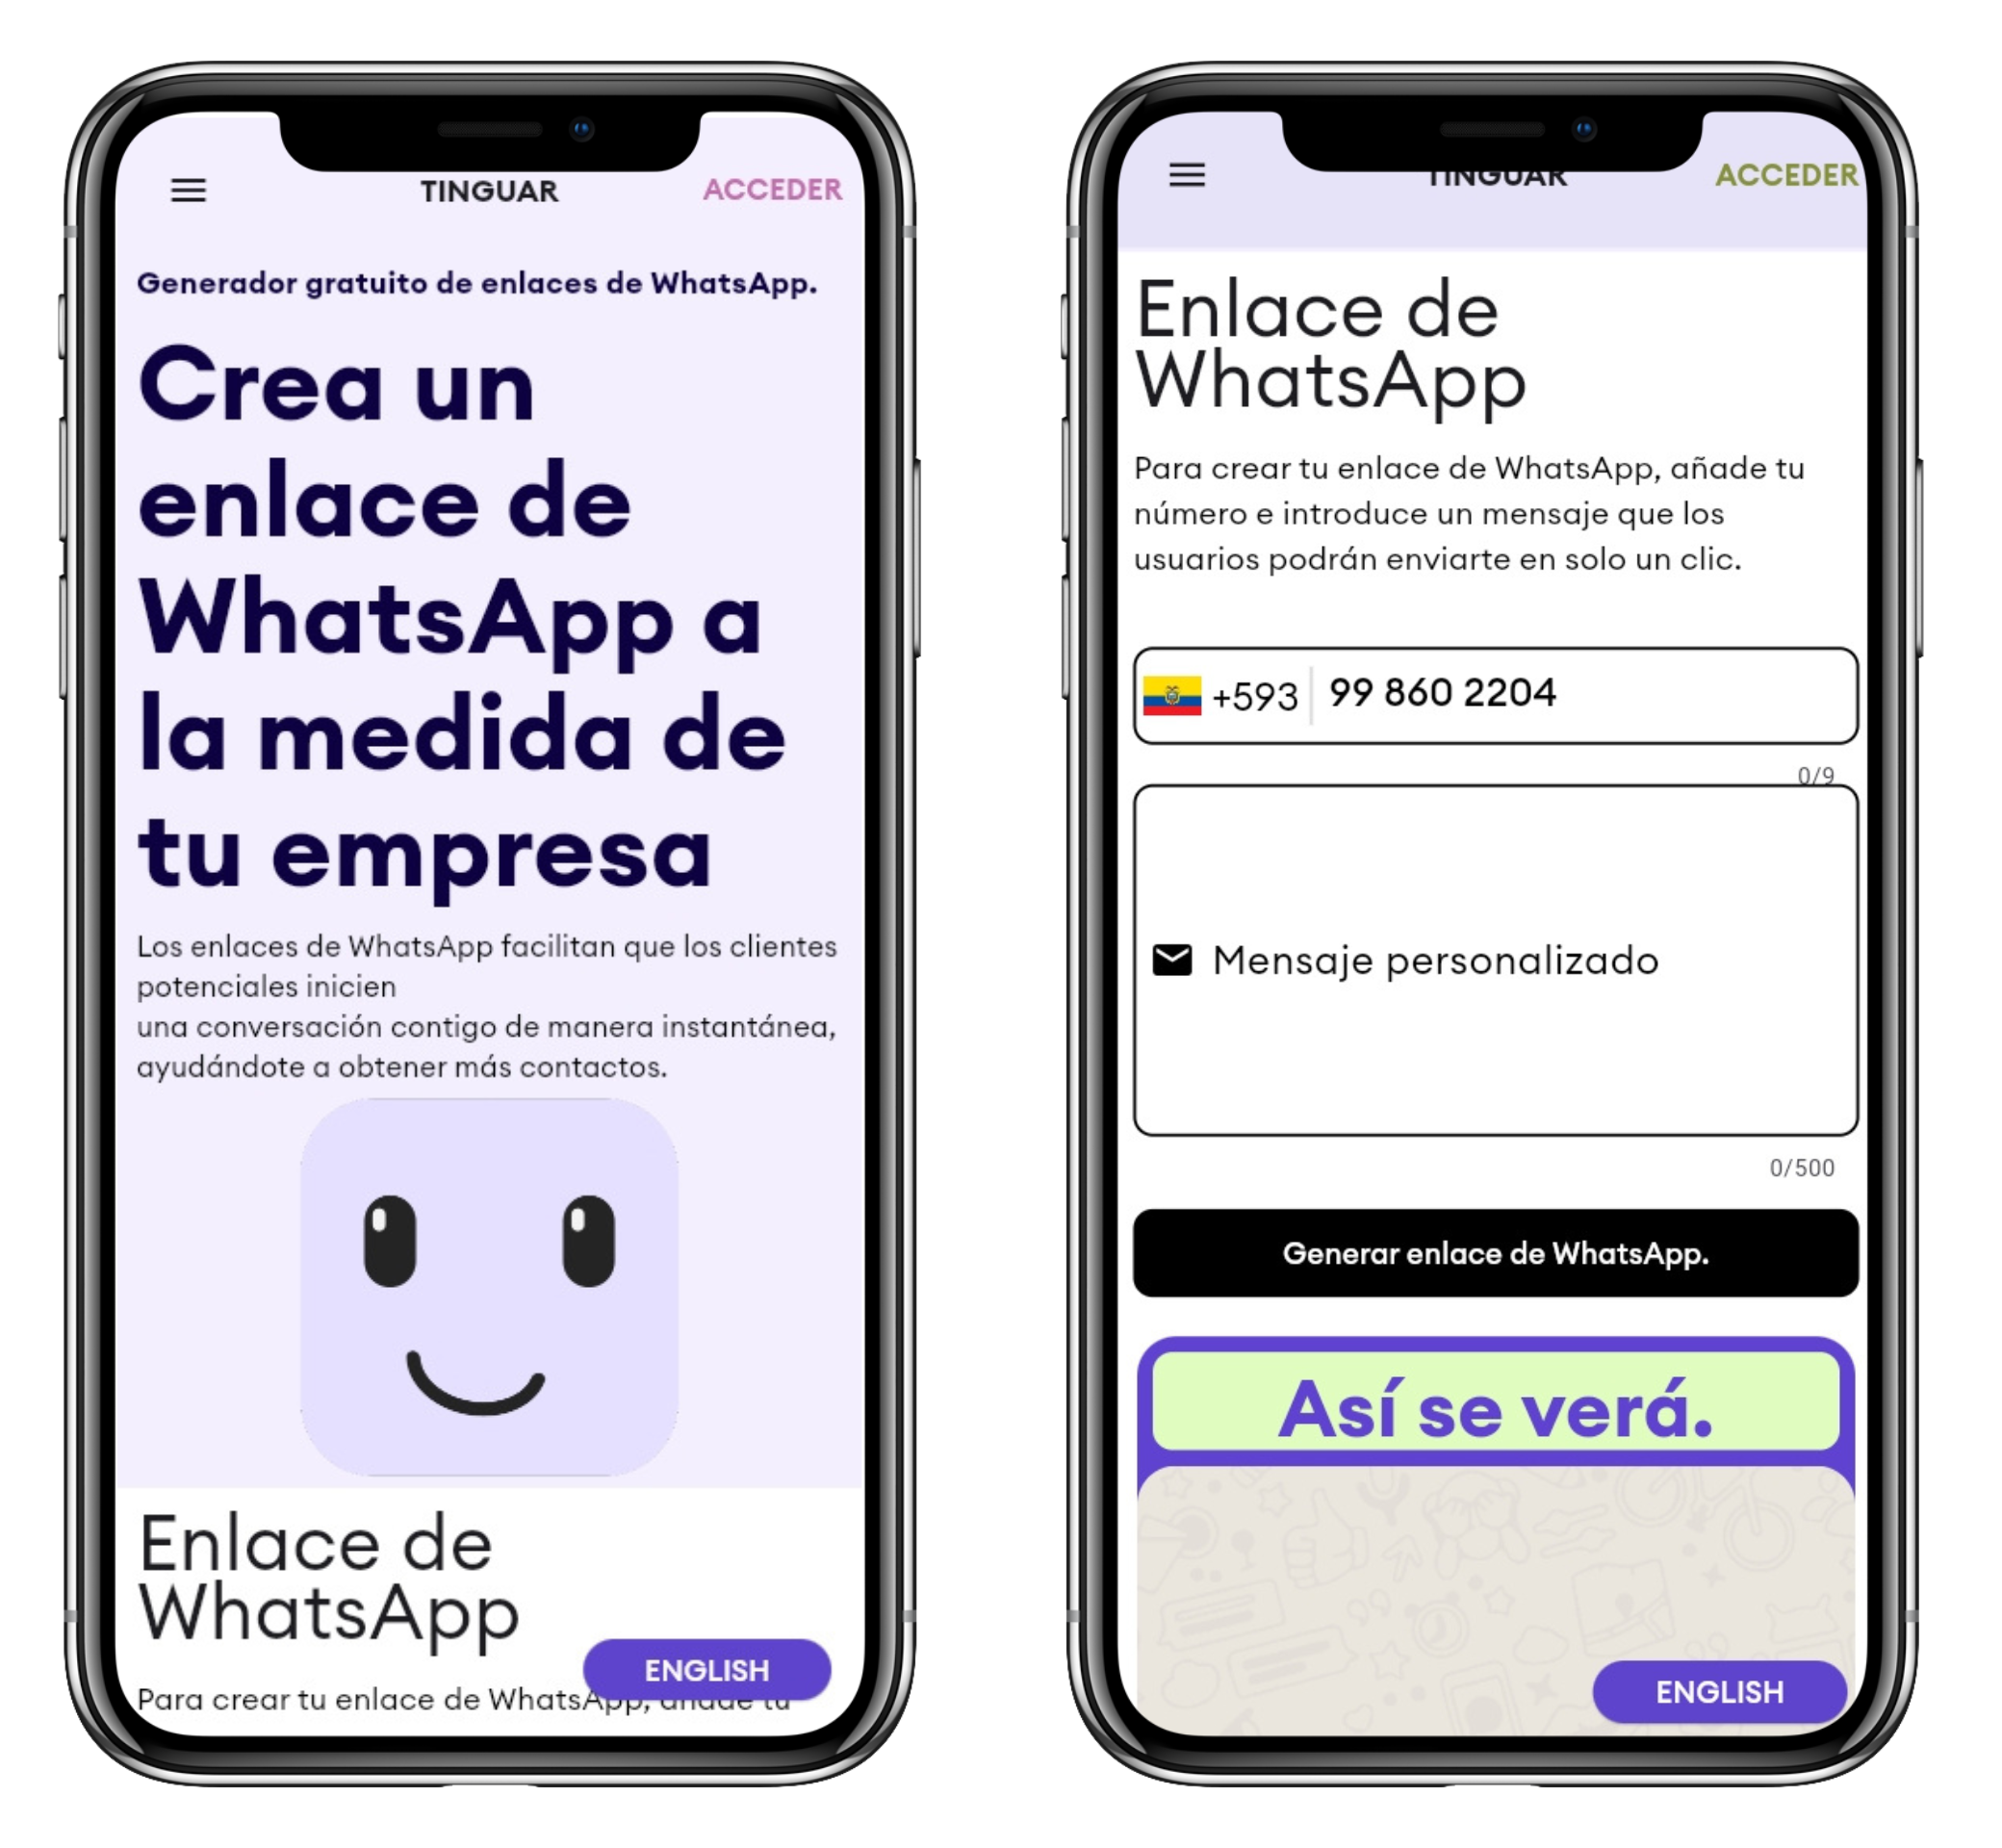 TINGUAR
ACCEDER
Generador gratuito de enlaces de WhatsApp.
Crea un
enlace de
WhatsApp a
la medida de
tu empresa
Los enlaces de WhatsApp facilitan que los clientes
potenciales inicien
una conversación contigo de manera instantánea,
ayudándote a obtener más contactos.
Enlace de
WhatsApp
ENGLISH
Para crear tu enlace de WhatsApp, añade tu
TINGUAR
ACCEDER
Enlace de
WhatsApp
Para crear tu enlace de WhatsApp, añade tu
número e introduce un mensaje que los
usuarios podrán enviarte en solo un clic.
+593 99 860 2204
0/9
Mensaje personalizado
0/500
Generar enlace de WhatsApp.
Así se verá.
ENGLISH